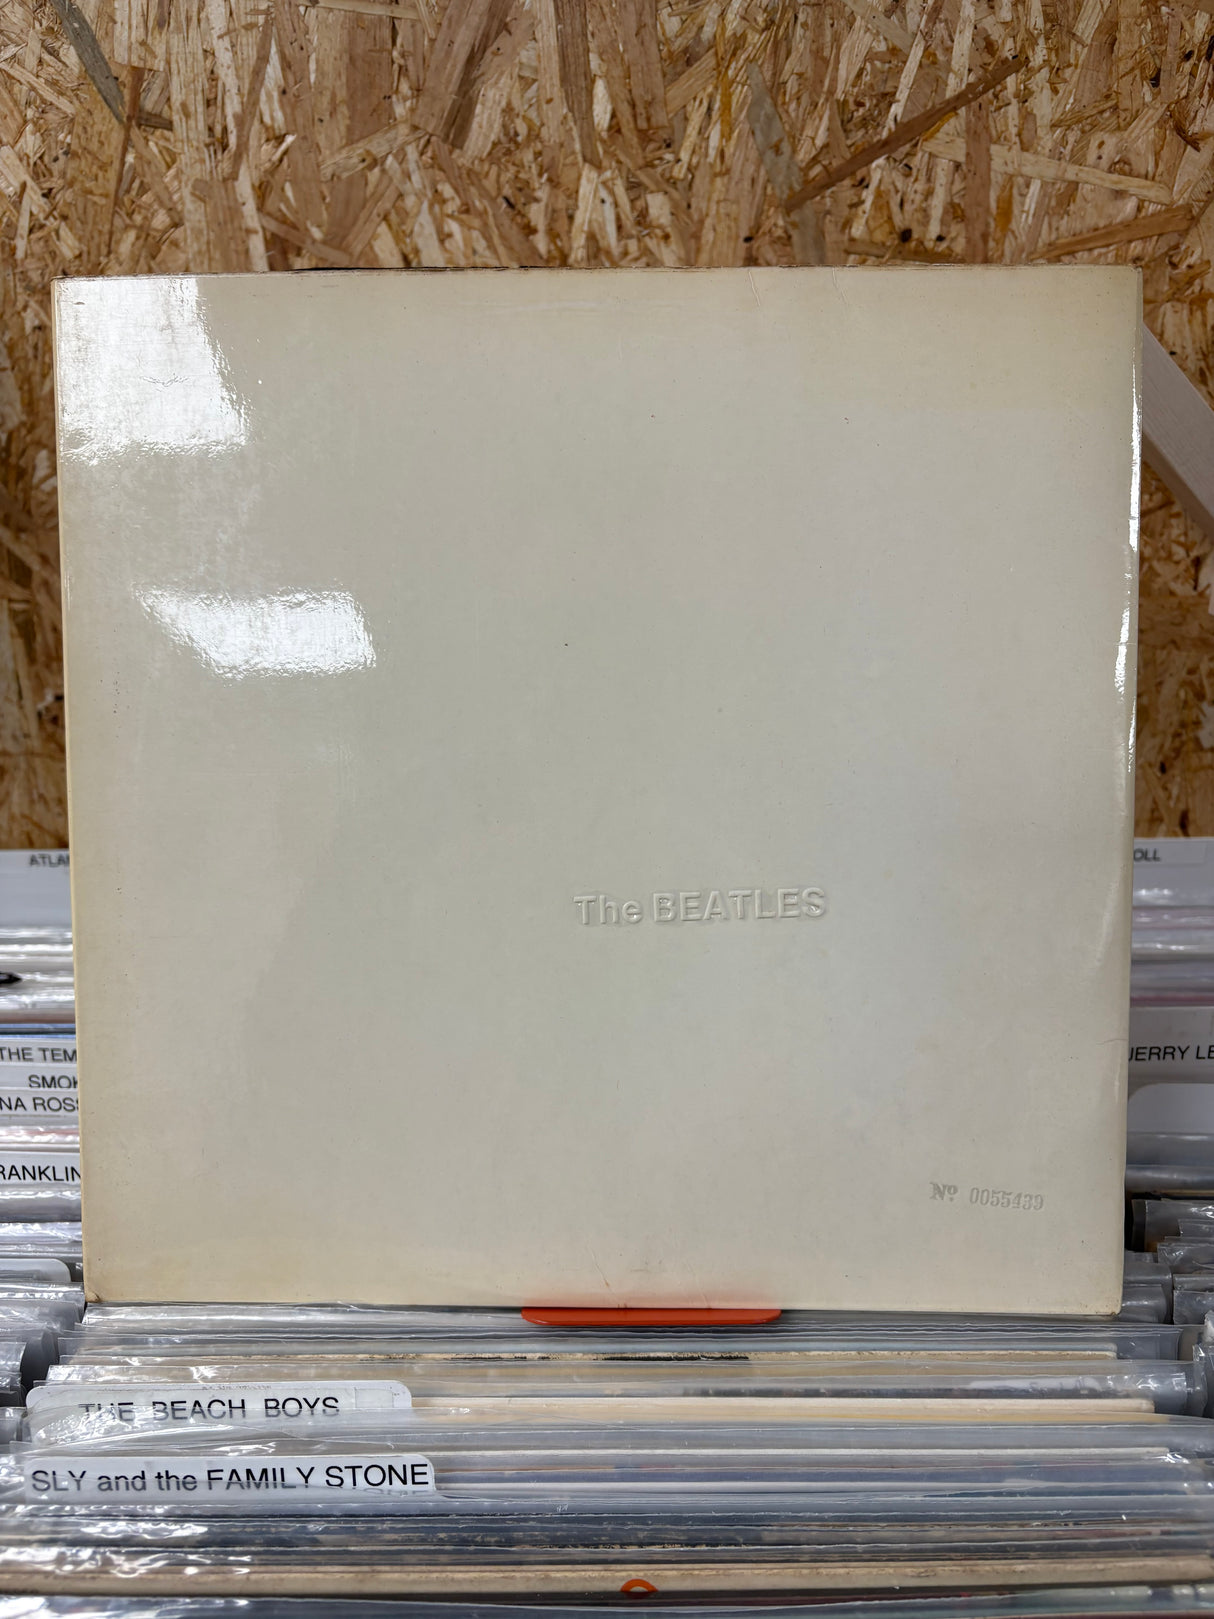 The BEATLES
Nº 0055439
ATLA
OLL
THE TEM
SMOK
NA ROSS
RANKLIN
JERRY LE
THE BEACH BOYS
SLY and the FAMILY STONE